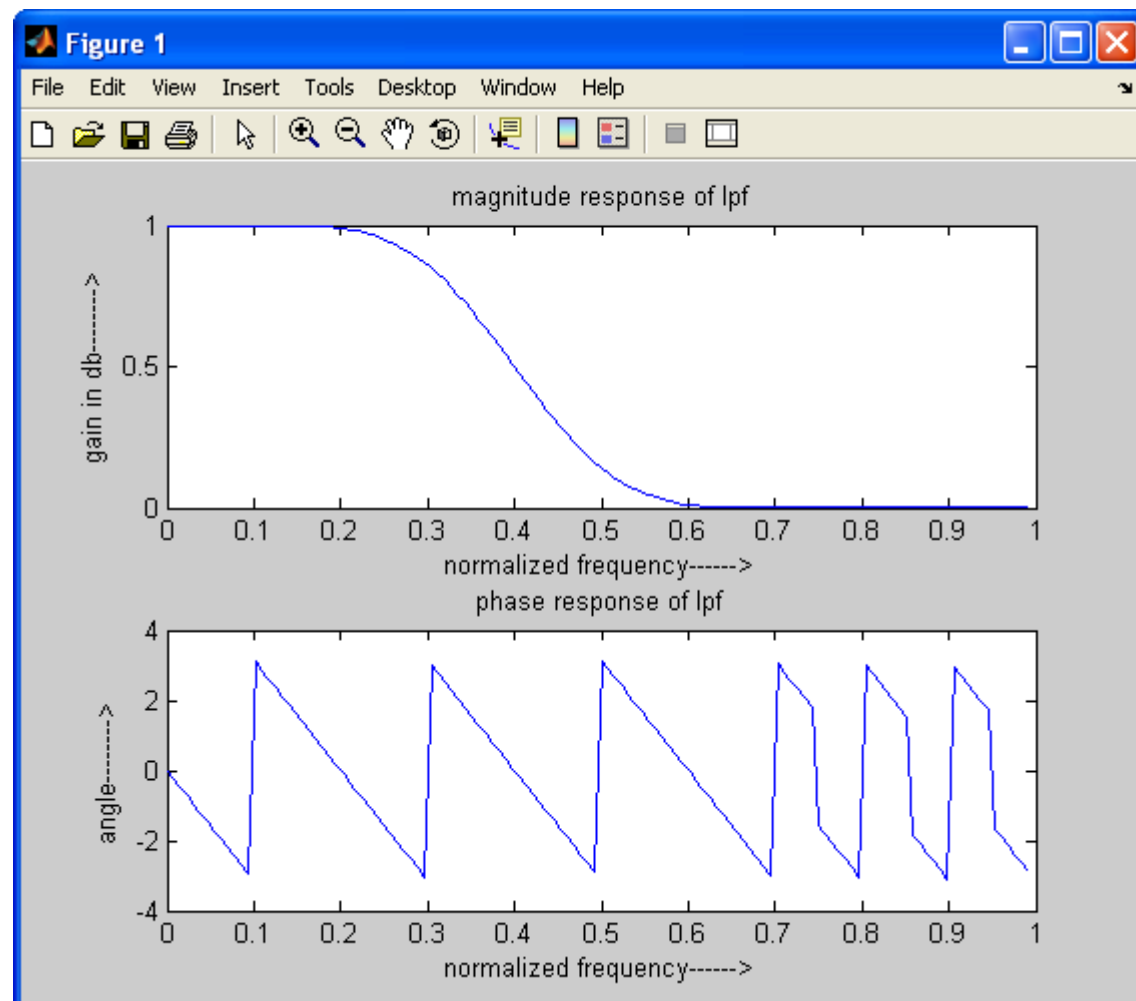 Figure 1
File Edit View Insert Tools Desktop Window Help
magnitude response of lpf
1
0.5
0
gain in db-------->
0 0.1 0.2 0.3 0.4 0.5 0.6 0.7 0.8 0.9 1
normalized frequency------>
phase response of lpf
4
2
0
-2
-4
angle-------->
0 0.1 0.2 0.3 0.4 0.5 0.6 0.7 0.8 0.9 1
normalized frequency------>